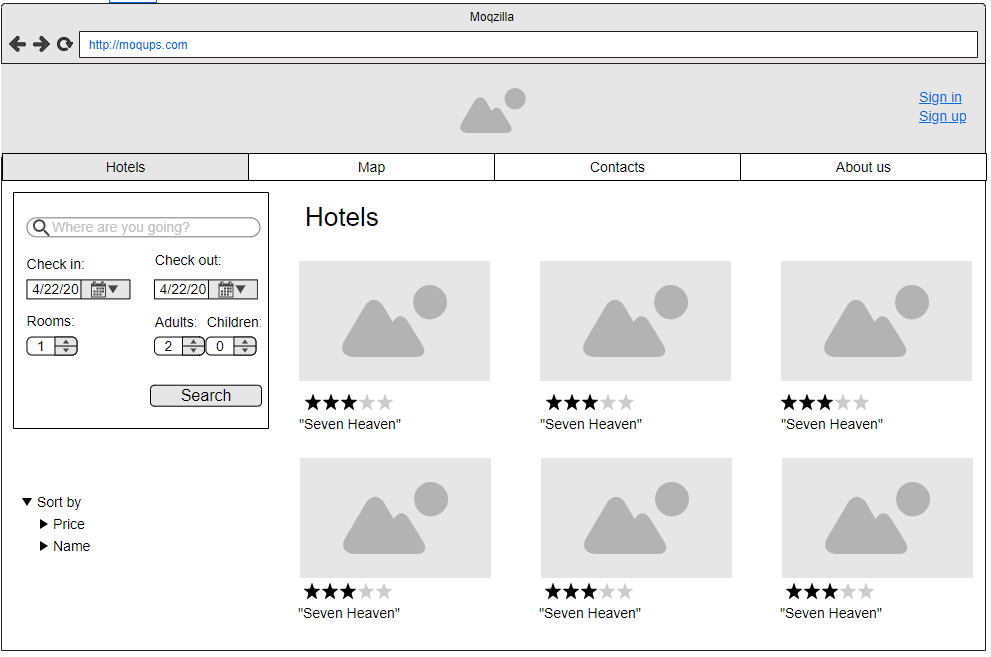 Moqzilla
http://moqups.com
Sign in
Sign up
Hotels Map Contacts About us
Where are you going?
Check in: Check out:
4/22/20 4/22/20
Rooms: Adults: Children:
1 2 0
Search
Sort by
Price
Name
Hotels
"Seven Heaven" "Seven Heaven" "Seven Heaven"
"Seven Heaven" "Seven Heaven" "Seven Heaven"